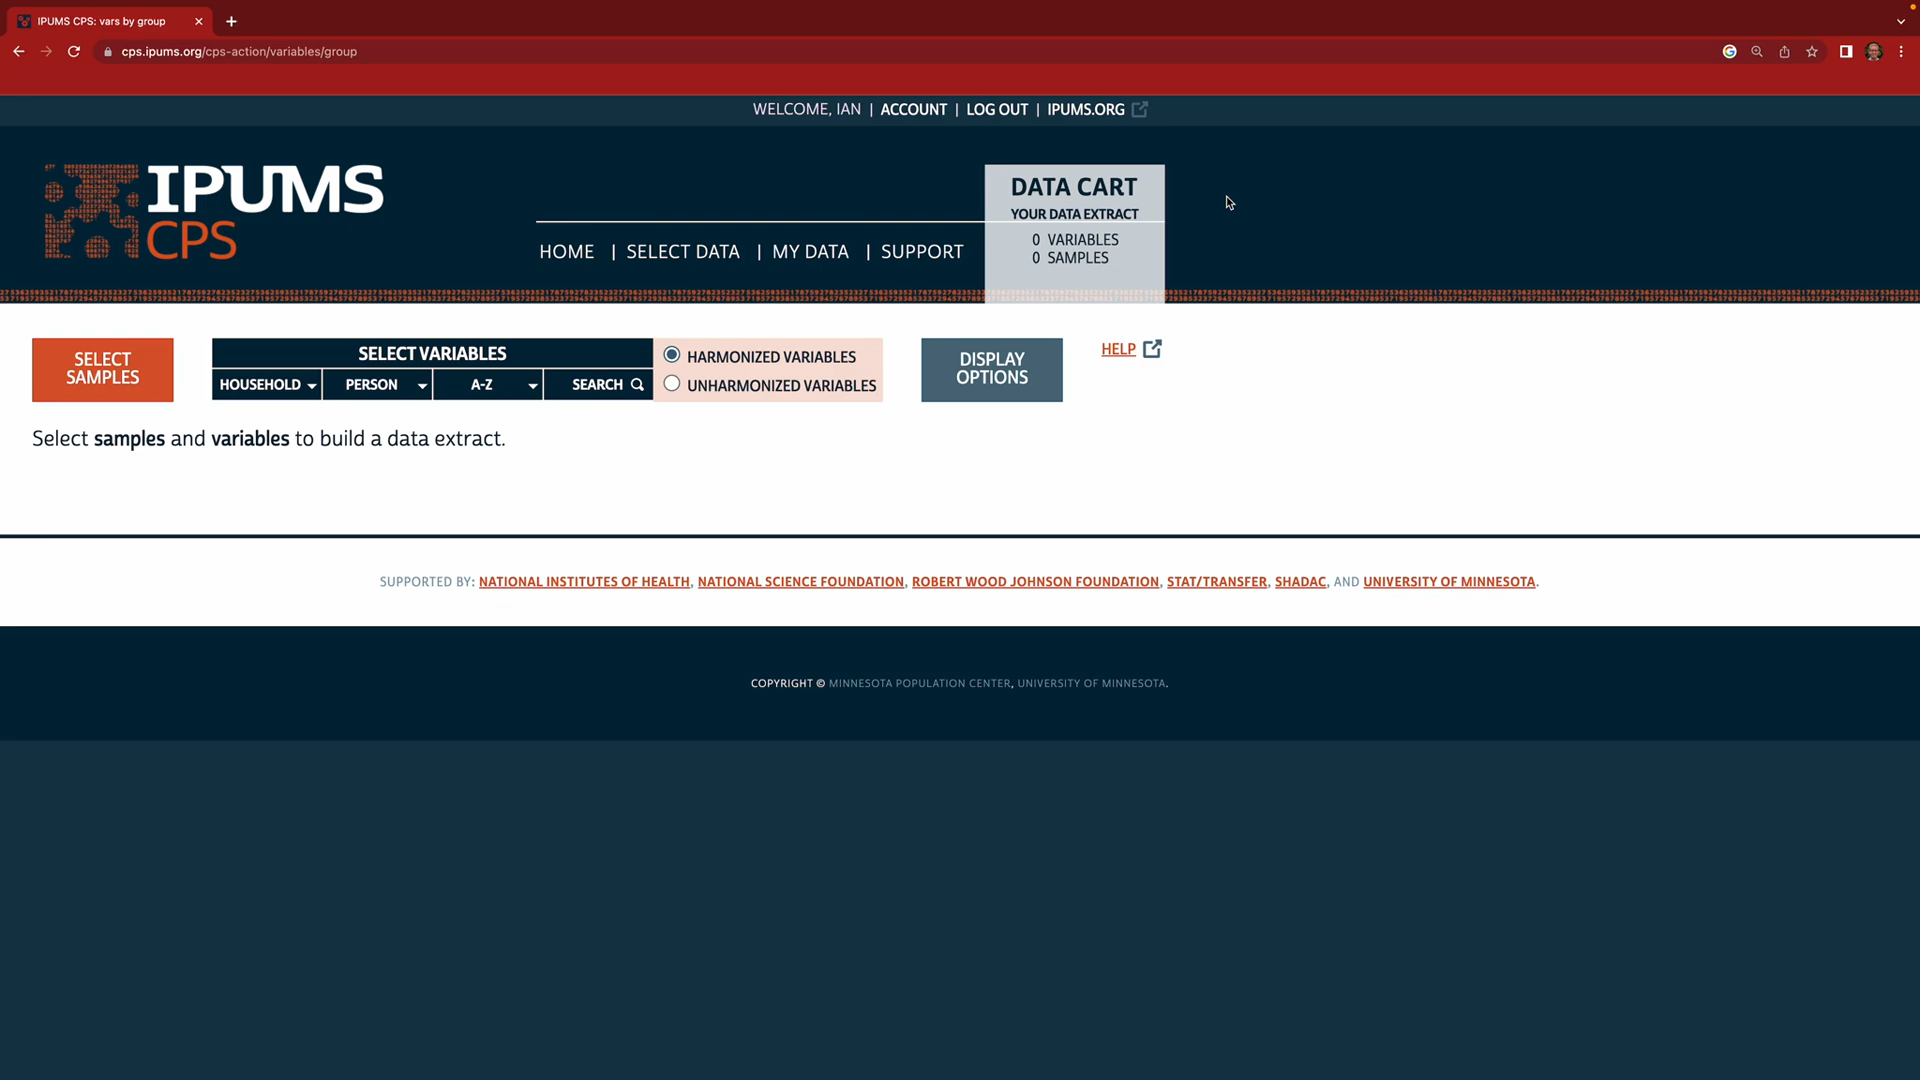 IPUMS CPS: vars by group
cps.ipums.org/cps-action/variables/group
WELCOME, IAN | ACCOUNT | LOG OUT | IPUMS.ORG
IPUMS
CPS
HOME | SELECT DATA | MY DATA | SUPPORT
DATA CART
YOUR DATA EXTRACT
0 VARIABLES
0 SAMPLES
SELECT
SAMPLES
SELECT VARIABLES
HOUSEHOLD PERSON A-Z SEARCH
HARMONIZED VARIABLES
UNHARMONIZED VARIABLES
DISPLAY
OPTIONS
HELP
Select samples and variables to build a data extract.
SUPPORTED BY: NATIONAL INSTITUTES OF HEALTH, NATIONAL SCIENCE FOUNDATION, ROBERT WOOD JOHNSON FOUNDATION, STAT/TRANSFER, SHADAC, AND UNIVERSITY OF MINNESOTA.
COPYRIGHT © MINNESOTA POPULATION CENTER, UNIVERSITY OF MINNESOTA.